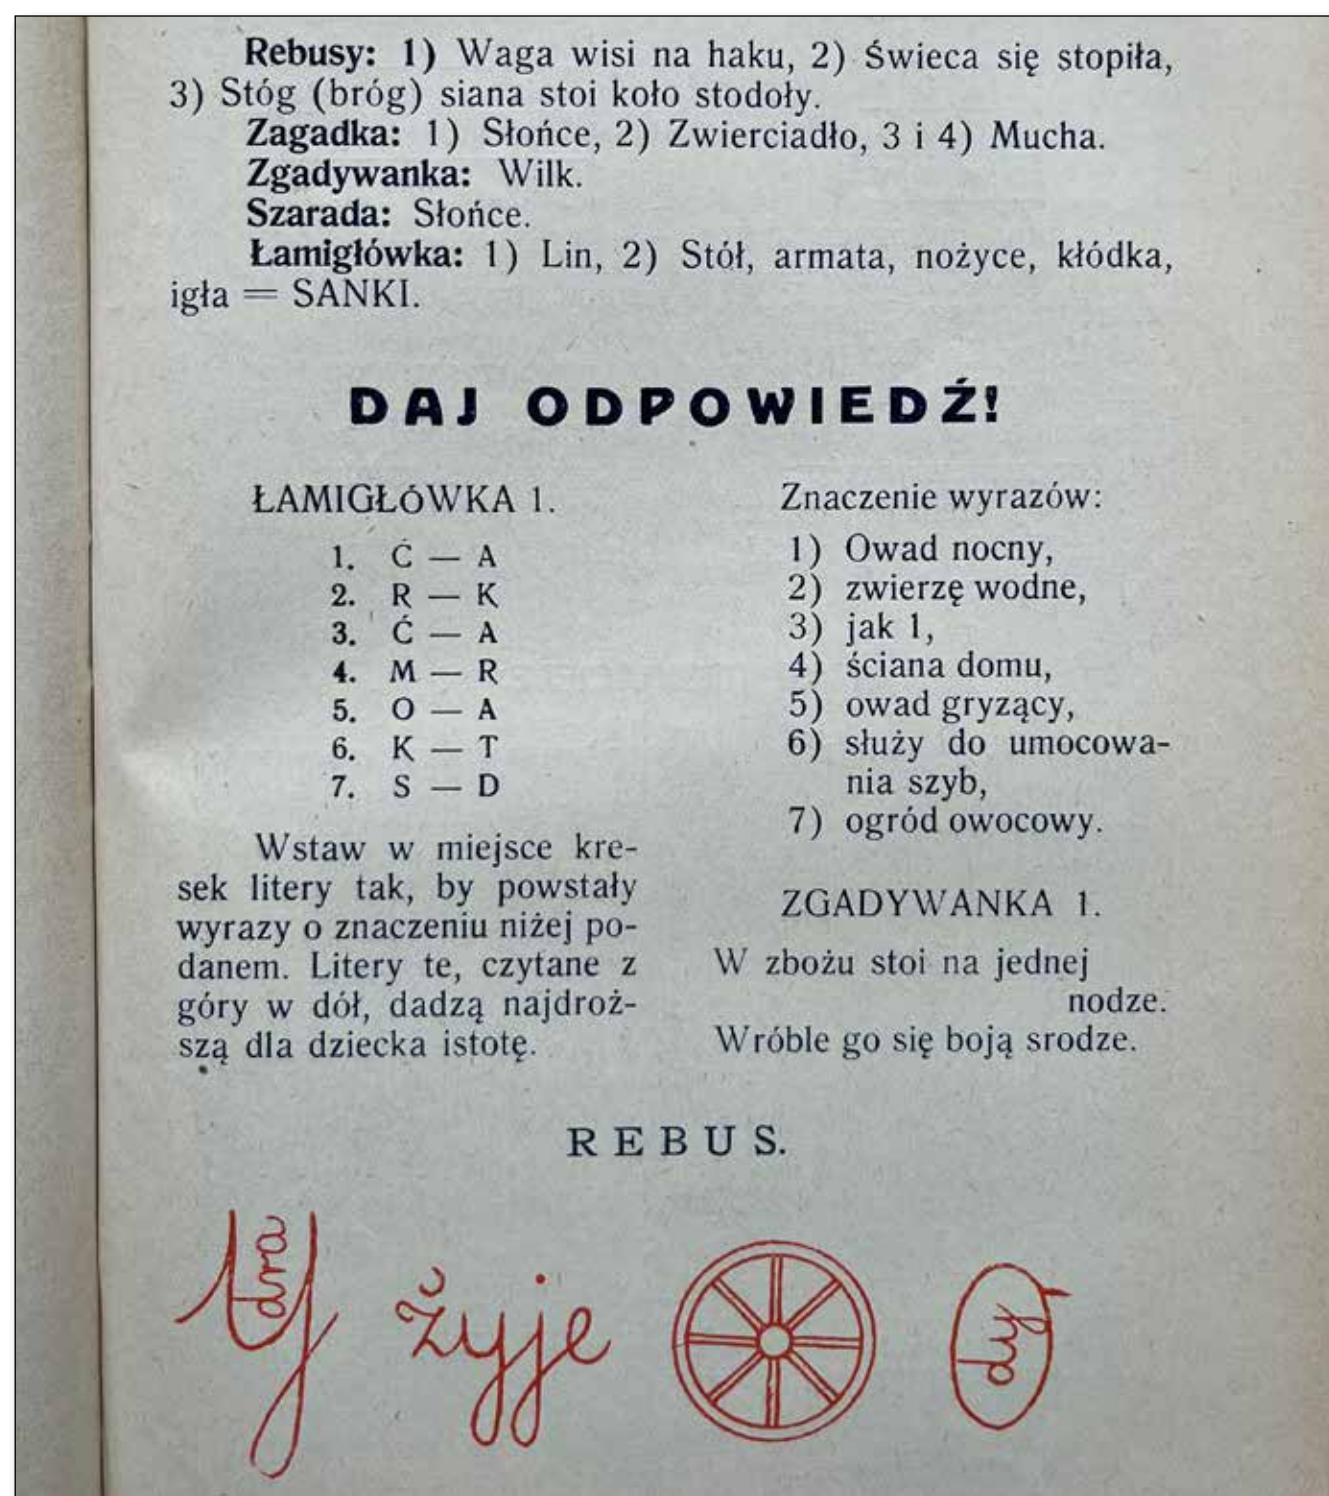 Rebusy: 1) Waga wisi na haku, 2) Świeca się stopiła,
3) Stóg (bróg) siana stoi koło stodoły.
Zagadka: 1) Słońce, 2) Zwierciadło, 3 i 4) Mucha.
Zgadywanka: Wilk.
Szarada: Słońce.
Łamigłówka: 1) Lin, 2) Stół, armata, nożyce, kłódka,
igła = SANKI.
DAJ ODPOWIEDŹ!
ŁAMIGŁÓWKA 1.
1. Ć — A
2. R — K
3. Ć — A
4. M — R
5. O — A
6. K — T
7. S — D
Wstaw w miejsce kre-
sek litery tak, by powstały
wyrazy o znaczeniu niżej po-
danem. Litery te, czytane z
góry w dół, dadzą najdroż-
szą dla dziecka istotę.
Znaczenie wyrazów:
1) Owad nocny,
2) zwierzę wodne,
3) jak 1,
4) ściana domu,
5) owad gryzący,
6) służy do umocowa-
nia szyb,
7) ogród owocowy.
ZGADYWANKA 1.
W zbożu stoi na jednej
nodze.
Wróble go się boją srodze.
REBUS.
Y dra żyje O dy